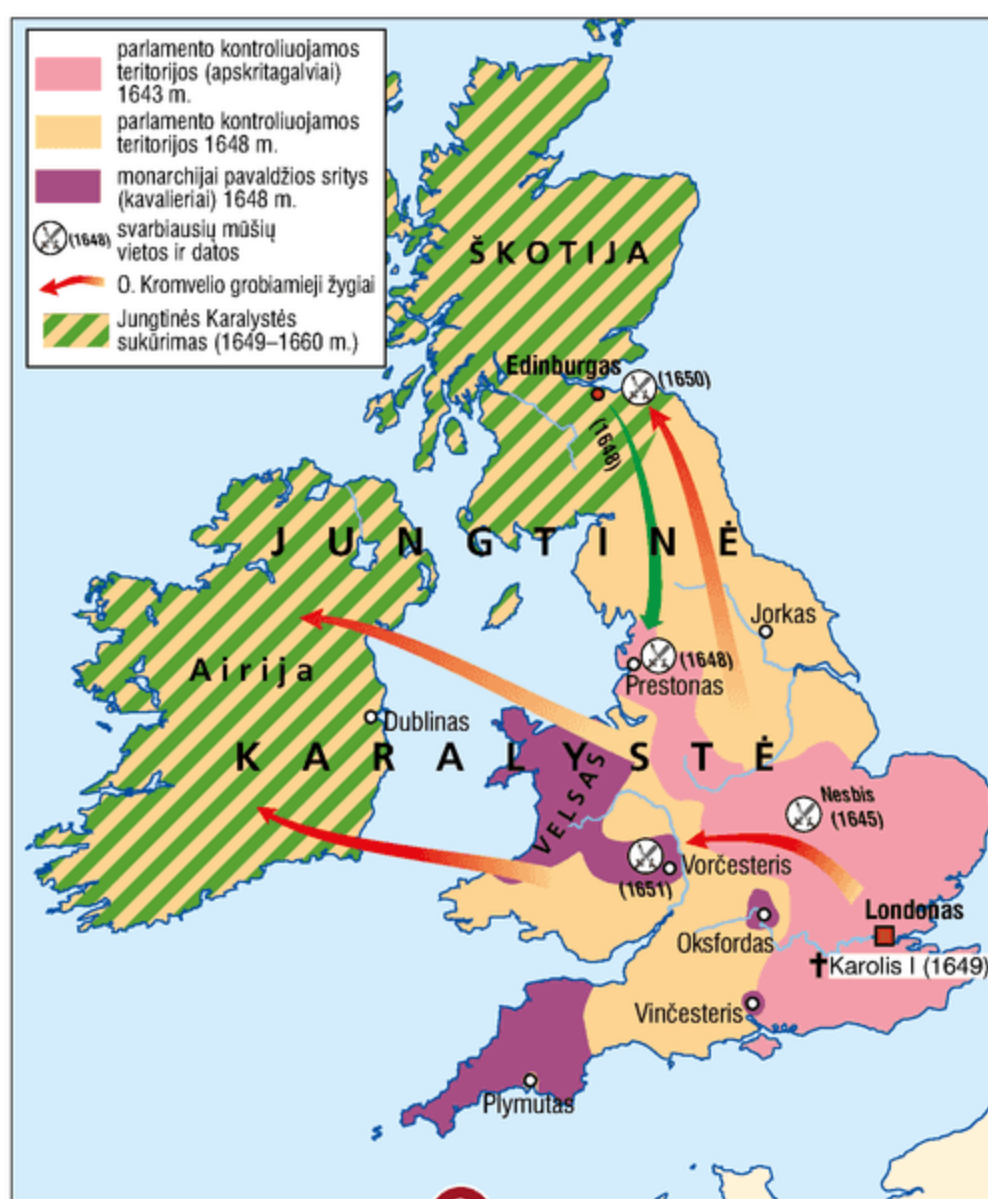 parlamento kontroliuojamos
teritorijos (apskritagalviai)
1643 m.
parlamento kontroliuojamos
teritorijos 1648 m.
monarchijai pavaldžios sritys
(kavalieriai) 1648 m.
(1648) svarbiausių mūšių
vietos ir datos
O. Kromvelio grobiamieji žygiai
Jungtinės Karalystės
sukūrimas (1649–1660 m.)
ŠKOTIJA
Edinburgas
(1650)
(1648)
JUNGTINĖ
Jorkas
(1648)
Prestonas
Airija
Dublinas
KARALYSTĖ
VELSAS
Nesbis
(1645)
Vorčesteris
(1651)
Londonas
Oksfordas
Karolis I (1649)
Vinčesteris
Plymutas